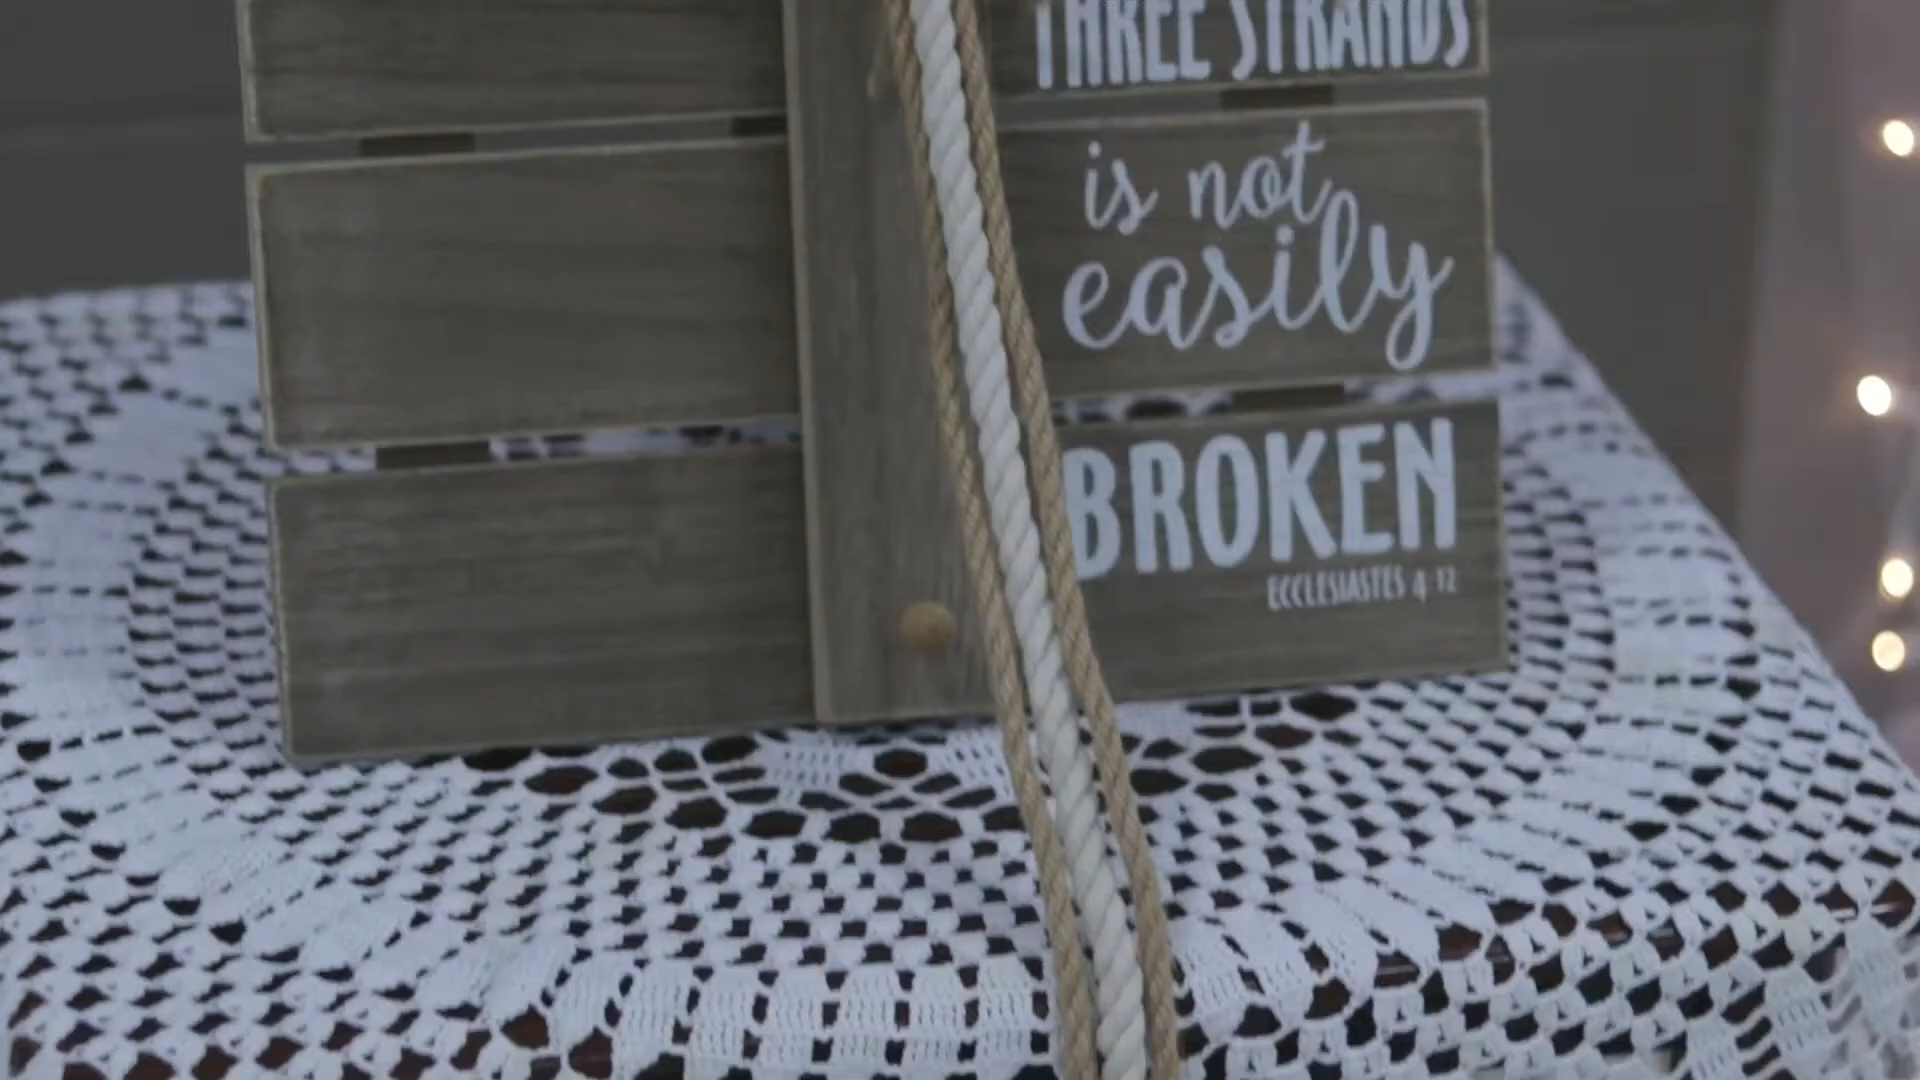 THREE STRANDS
is not
easily
BROKEN
ECCLESIASTES 4:12